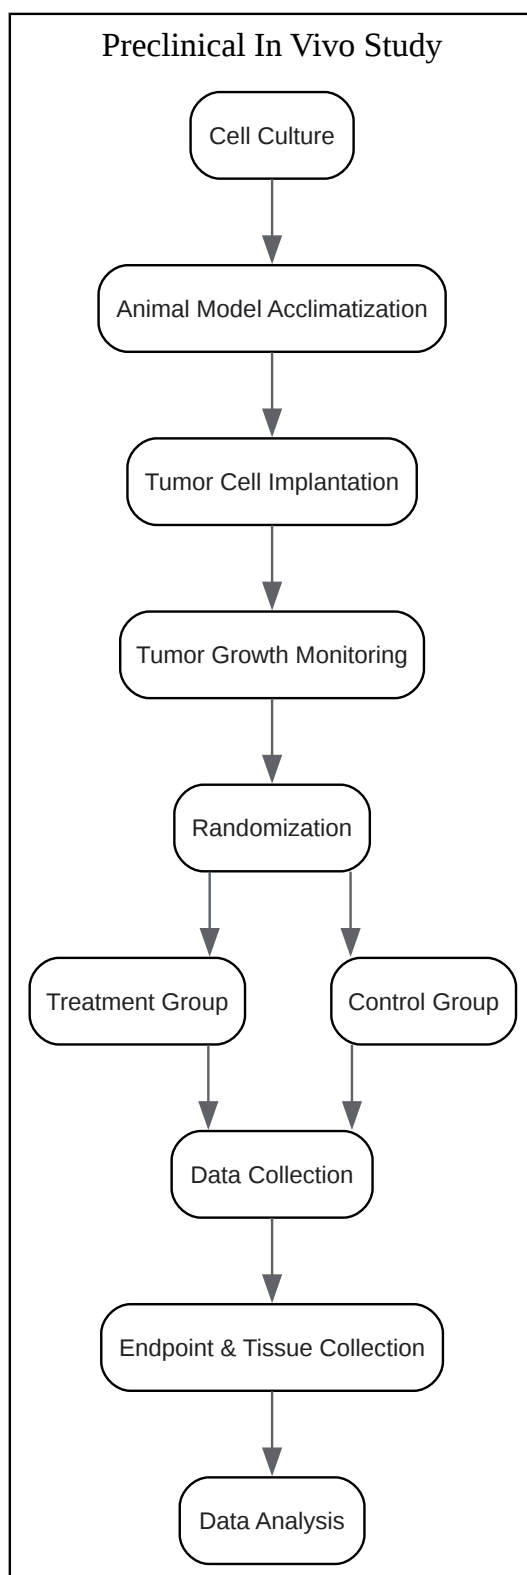 Preclinical In Vivo Study
Cell Culture
Animal Model Acclimatization
Tumor Cell Implantation
Tumor Growth Monitoring
Randomization
Treatment Group
Control Group
Data Collection
Endpoint & Tissue Collection
Data Analysis